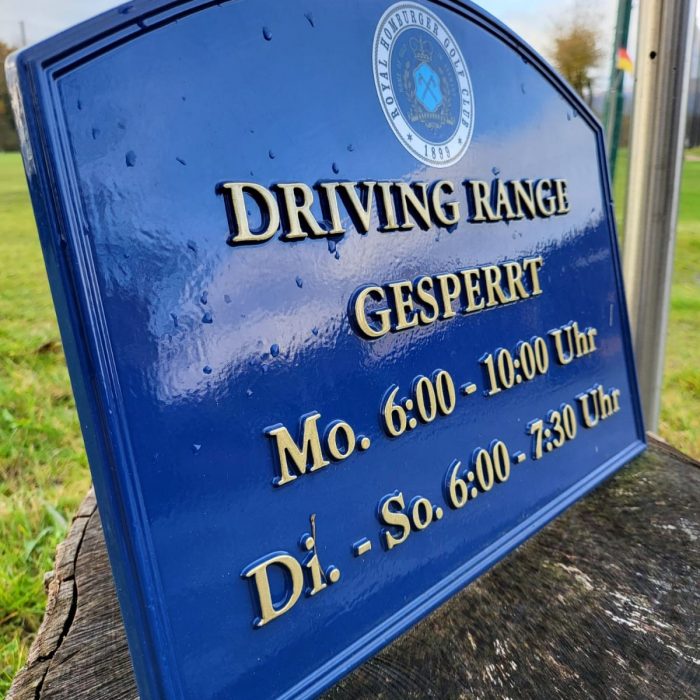 ROYAL HOMBURGER GOLF CLUB
1899
DRIVING RANGE
GESPERRT
Mo. 6:00 - 10:00 Uhr
Di. - So. 6:00 - 7:30 Uhr